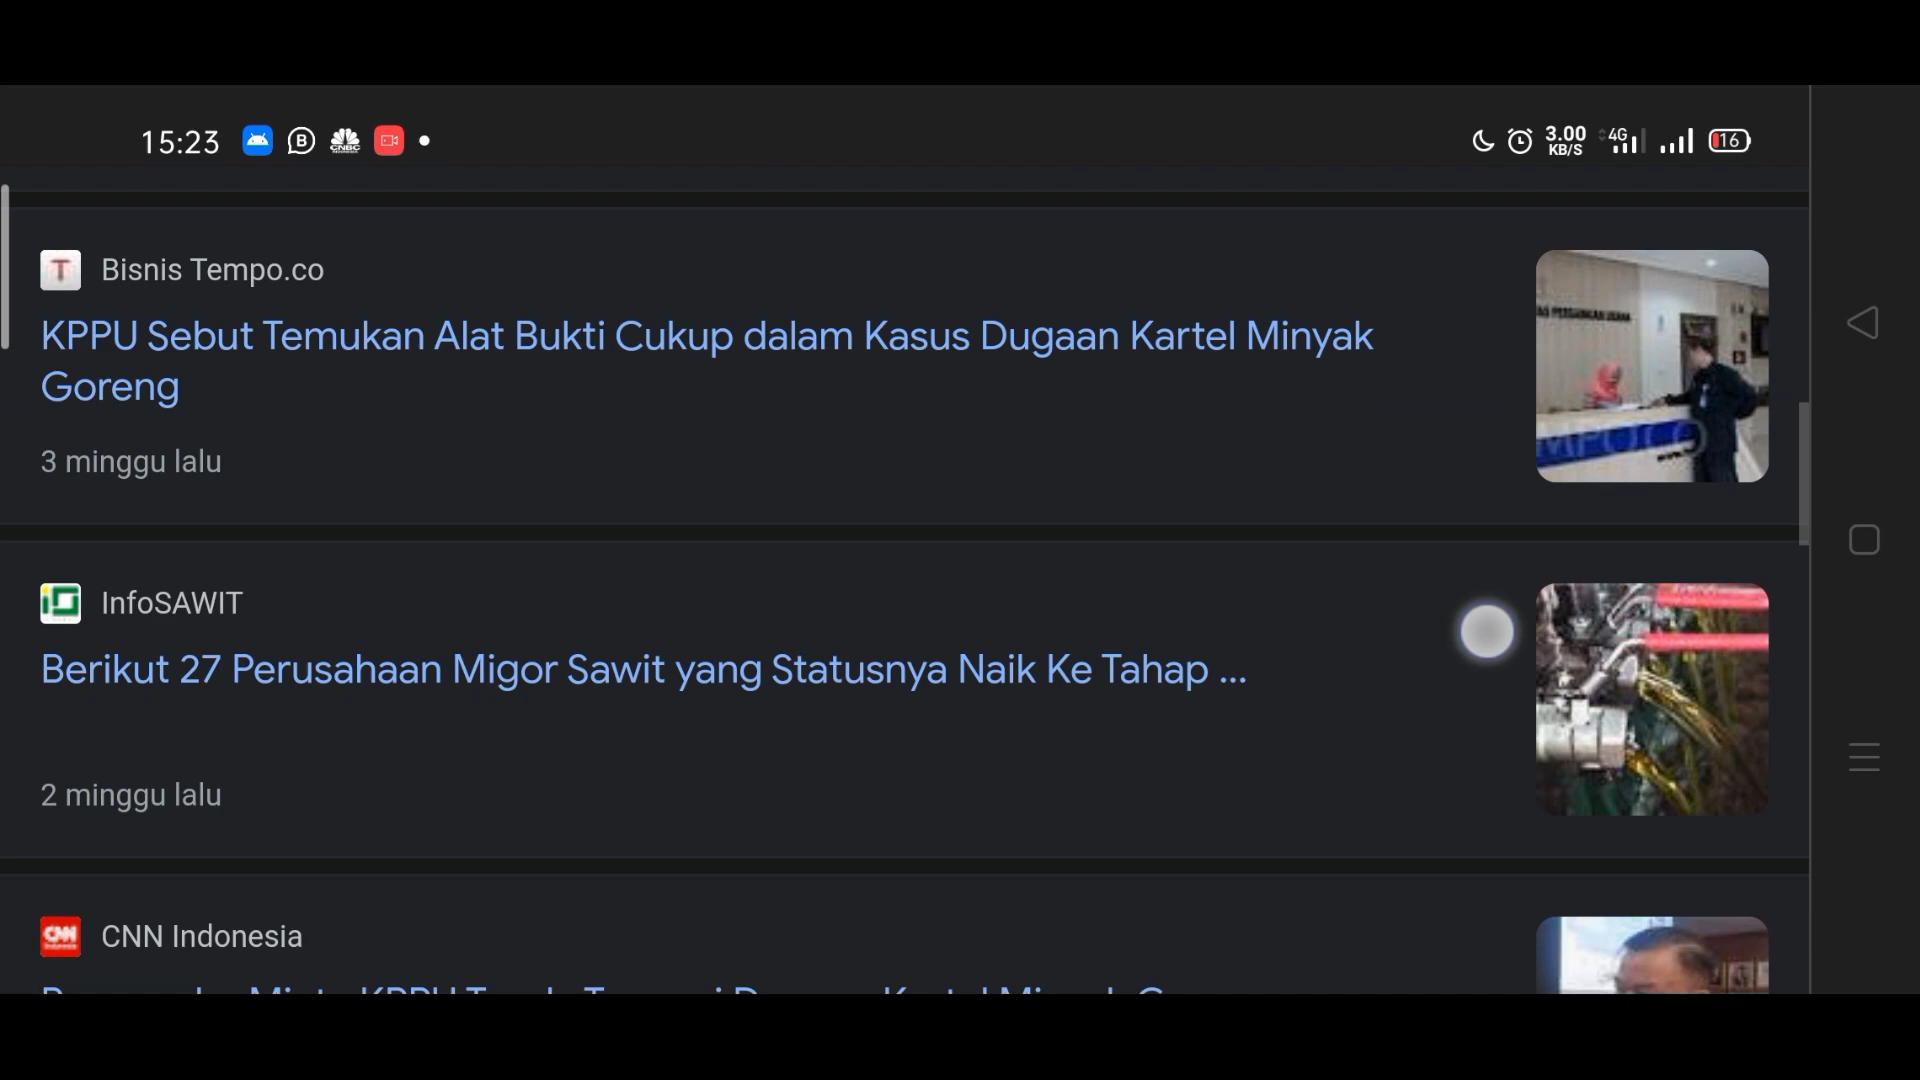 15:23 B CNBC 3.00 KB/S 4G 16
T Bisnis Tempo.co
KPPU Sebut Temukan Alat Bukti Cukup dalam Kasus Dugaan Kartel Minyak
Goreng
3 minggu lalu
InfoSAWIT
Berikut 27 Perusahaan Migor Sawit yang Statusnya Naik Ke Tahap ...
2 minggu lalu
CNN CNN Indonesia